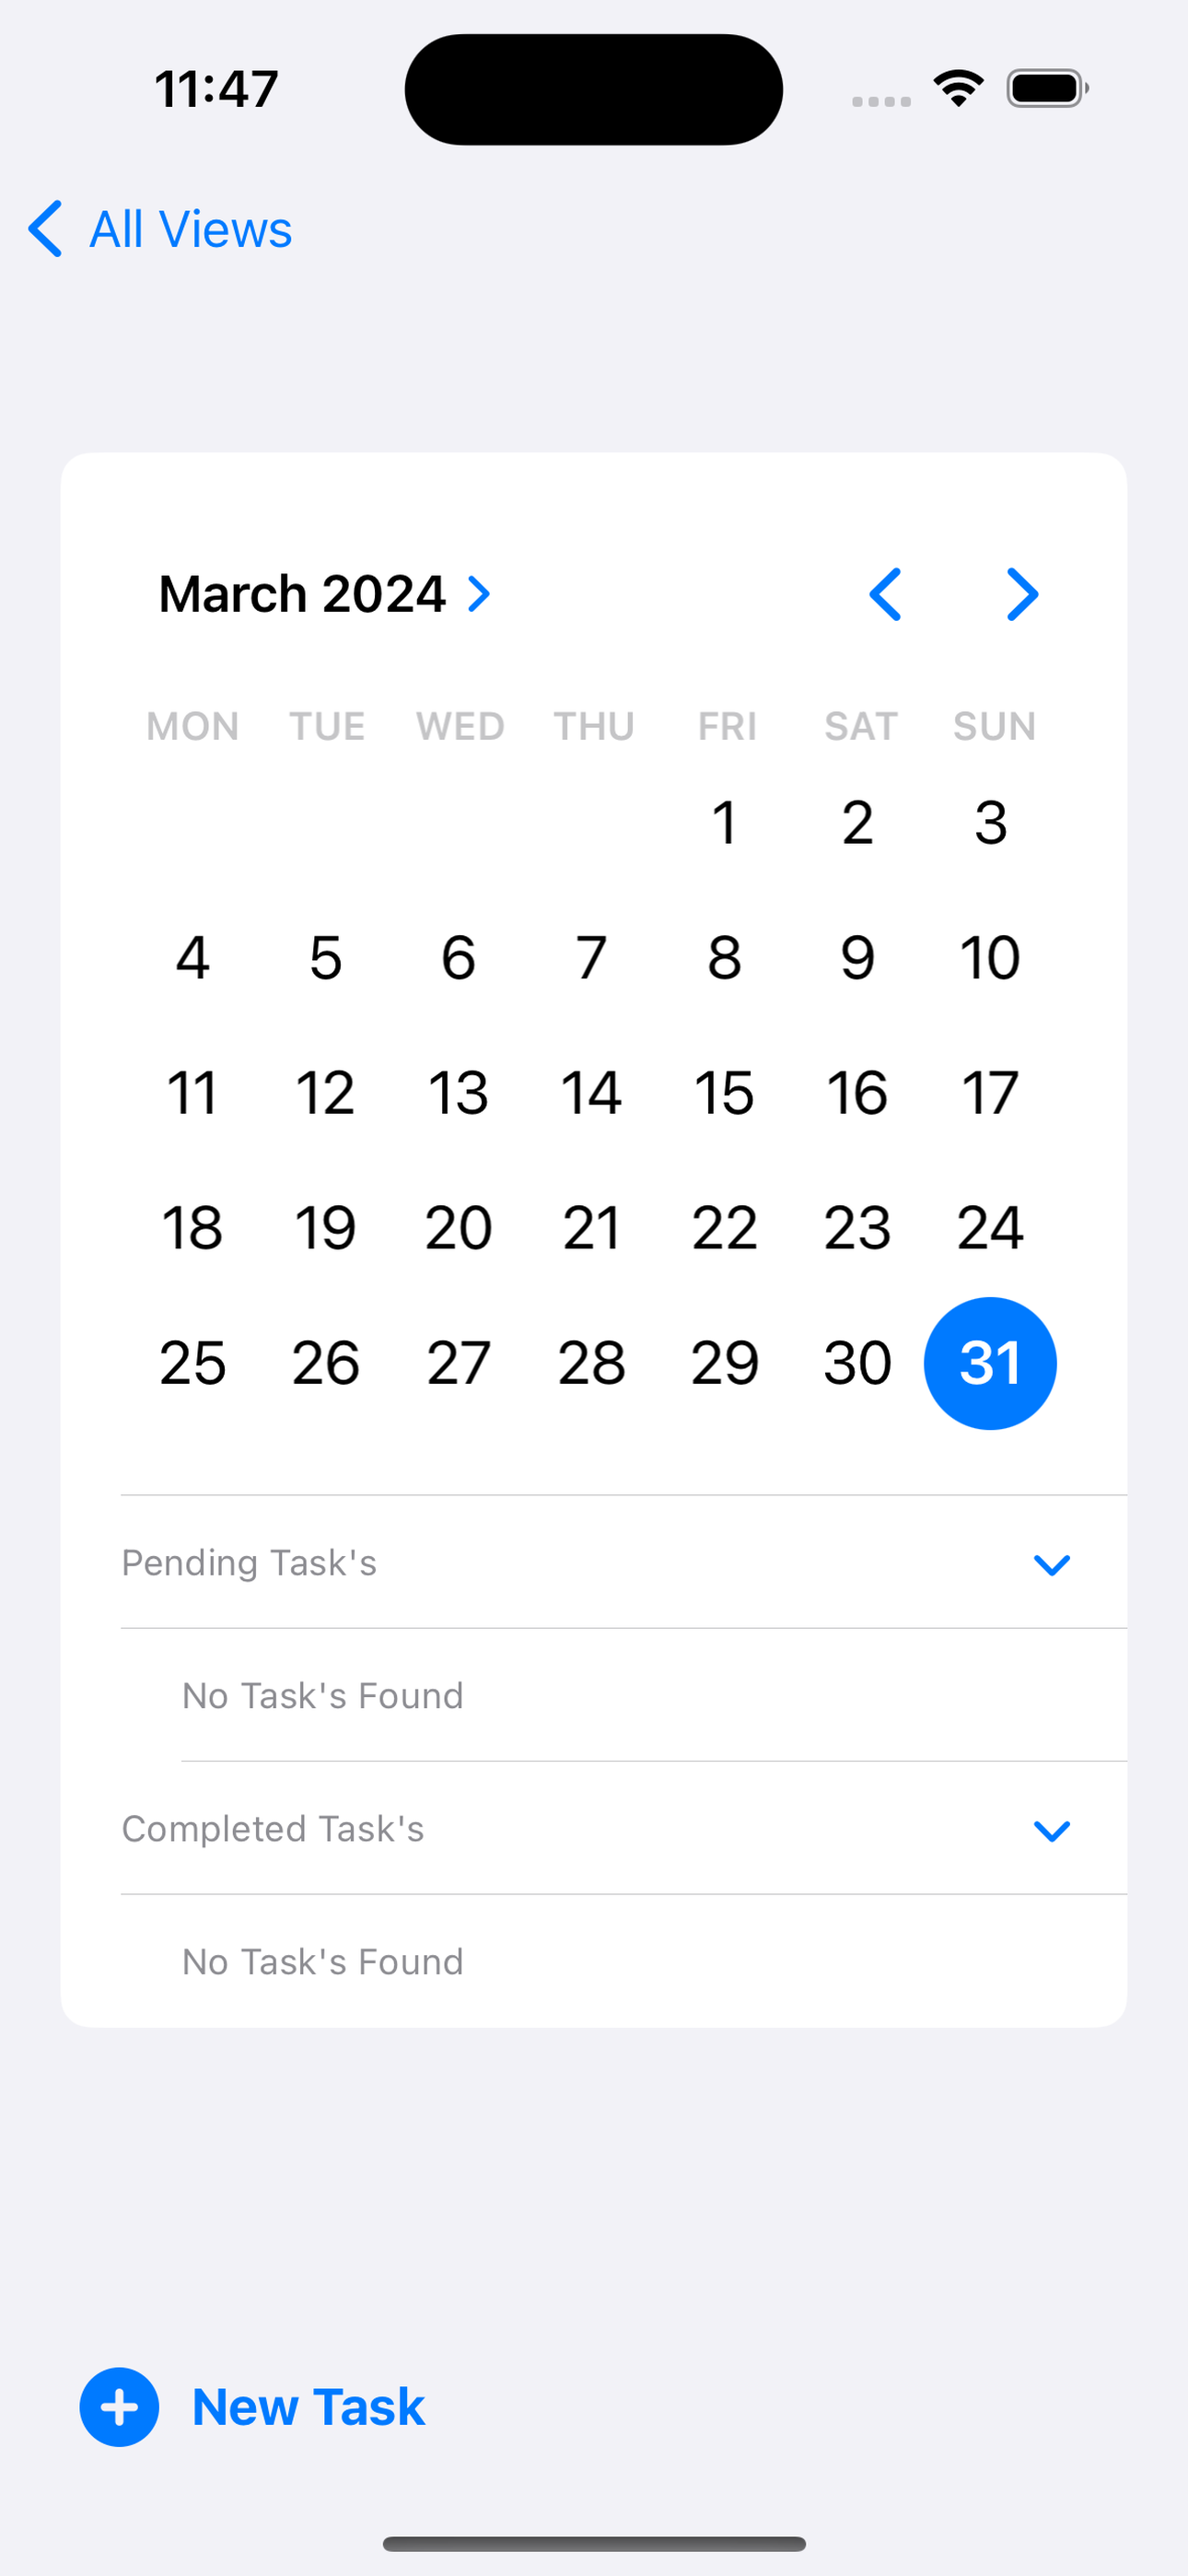 11:47
All Views
March 2024
MON TUE WED THU FRI SAT SUN
1 2 3
4 5 6 7 8 9 10
11 12 13 14 15 16 17
18 19 20 21 22 23 24
25 26 27 28 29 30 31
Pending Task's
No Task's Found
Completed Task's
No Task's Found
New Task